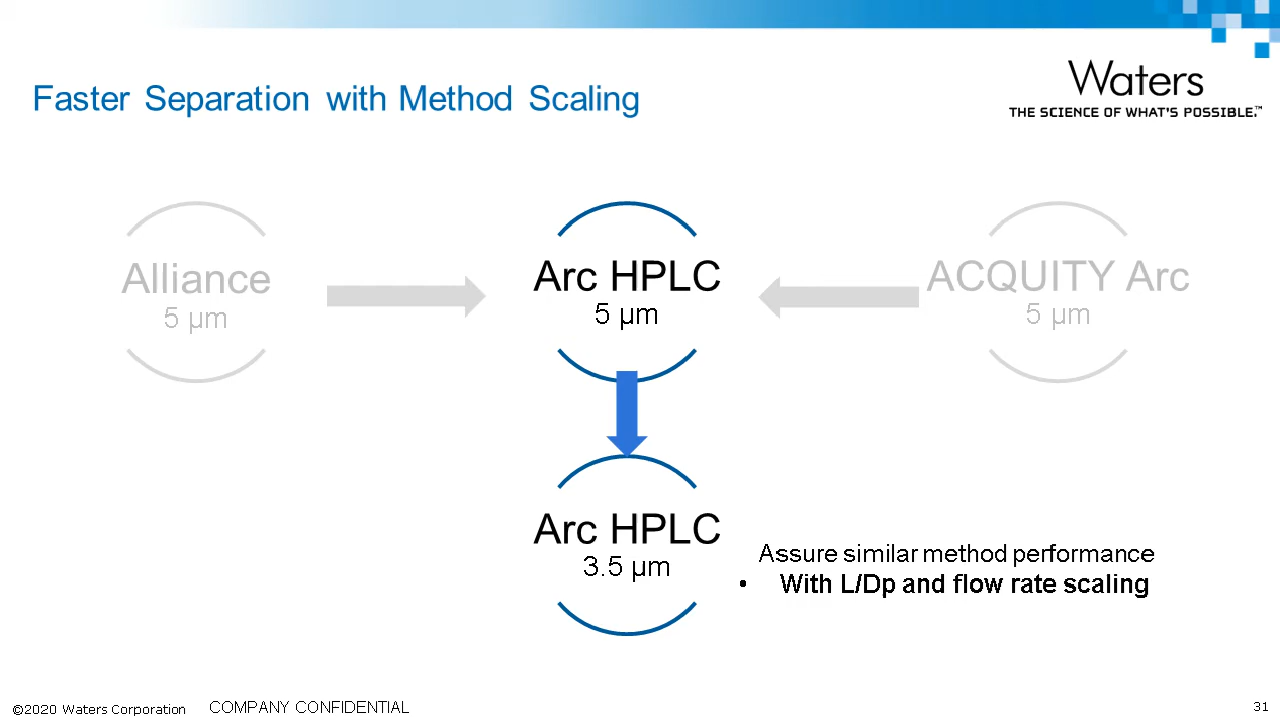 Waters
THE SCIENCE OF WHAT'S POSSIBLE.™
Faster Separation with Method Scaling
Alliance
5 µm
Arc HPLC
5 µm
ACQUITY Arc
5 µm
Arc HPLC
3.5 µm
Assure similar method performance
• With L/Dp and flow rate scaling
©2020 Waters Corporation COMPANY CONFIDENTIAL
31